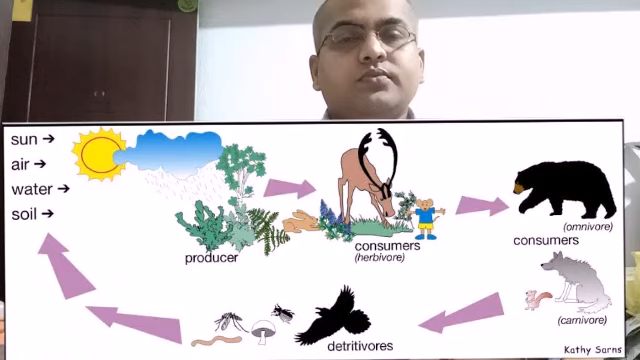 sun →
air →
water →
soil →
producer
consumers
(herbivore)
(omnivore)
consumers
(carnivore)
detritivores
Kathy Sarns